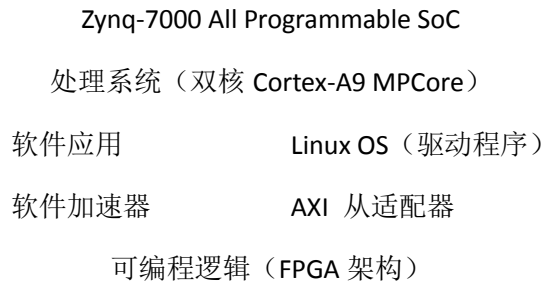 Zynq-7000 All Programmable SoC
处理系统（双核 Cortex-A9 MPCore）
软件应用 Linux OS（驱动程序）
软件加速器 AXI 从适配器
可编程逻辑（FPGA 架构）